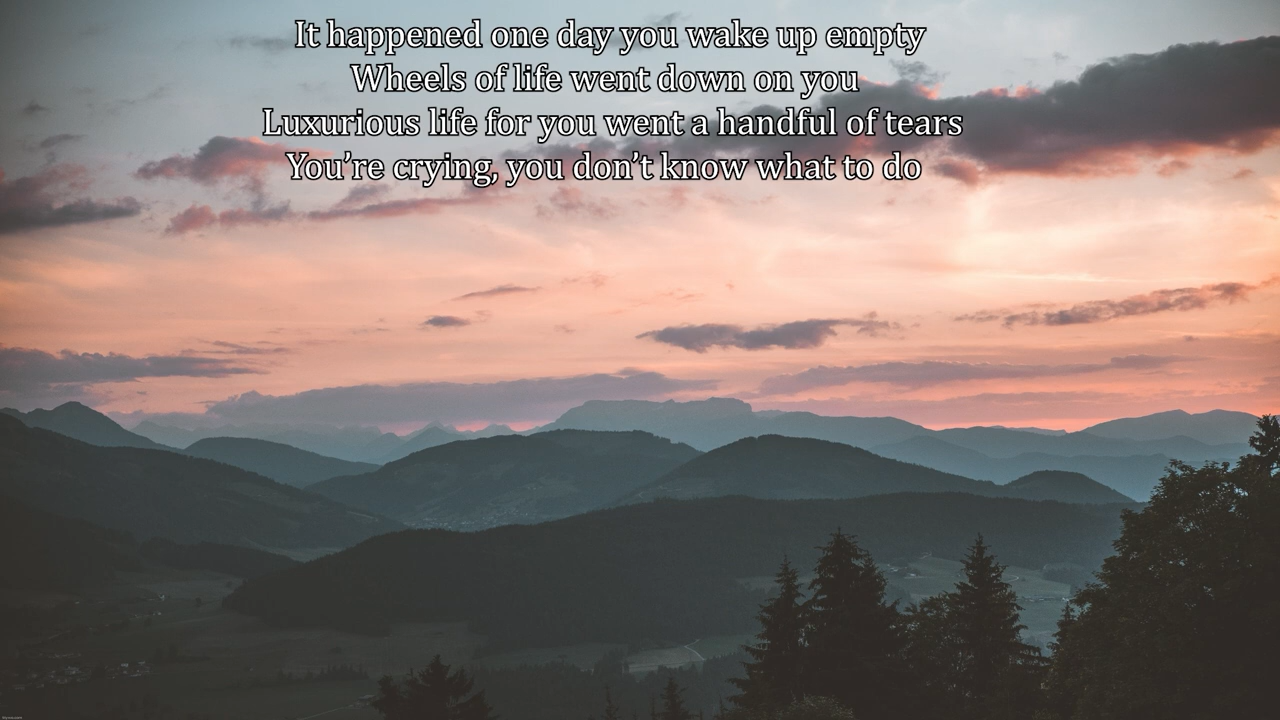 It happened one day you wake up empty
Wheels of life went down on you
Luxurious life for you went a handful of tears
You’re crying, you don’t know what to do